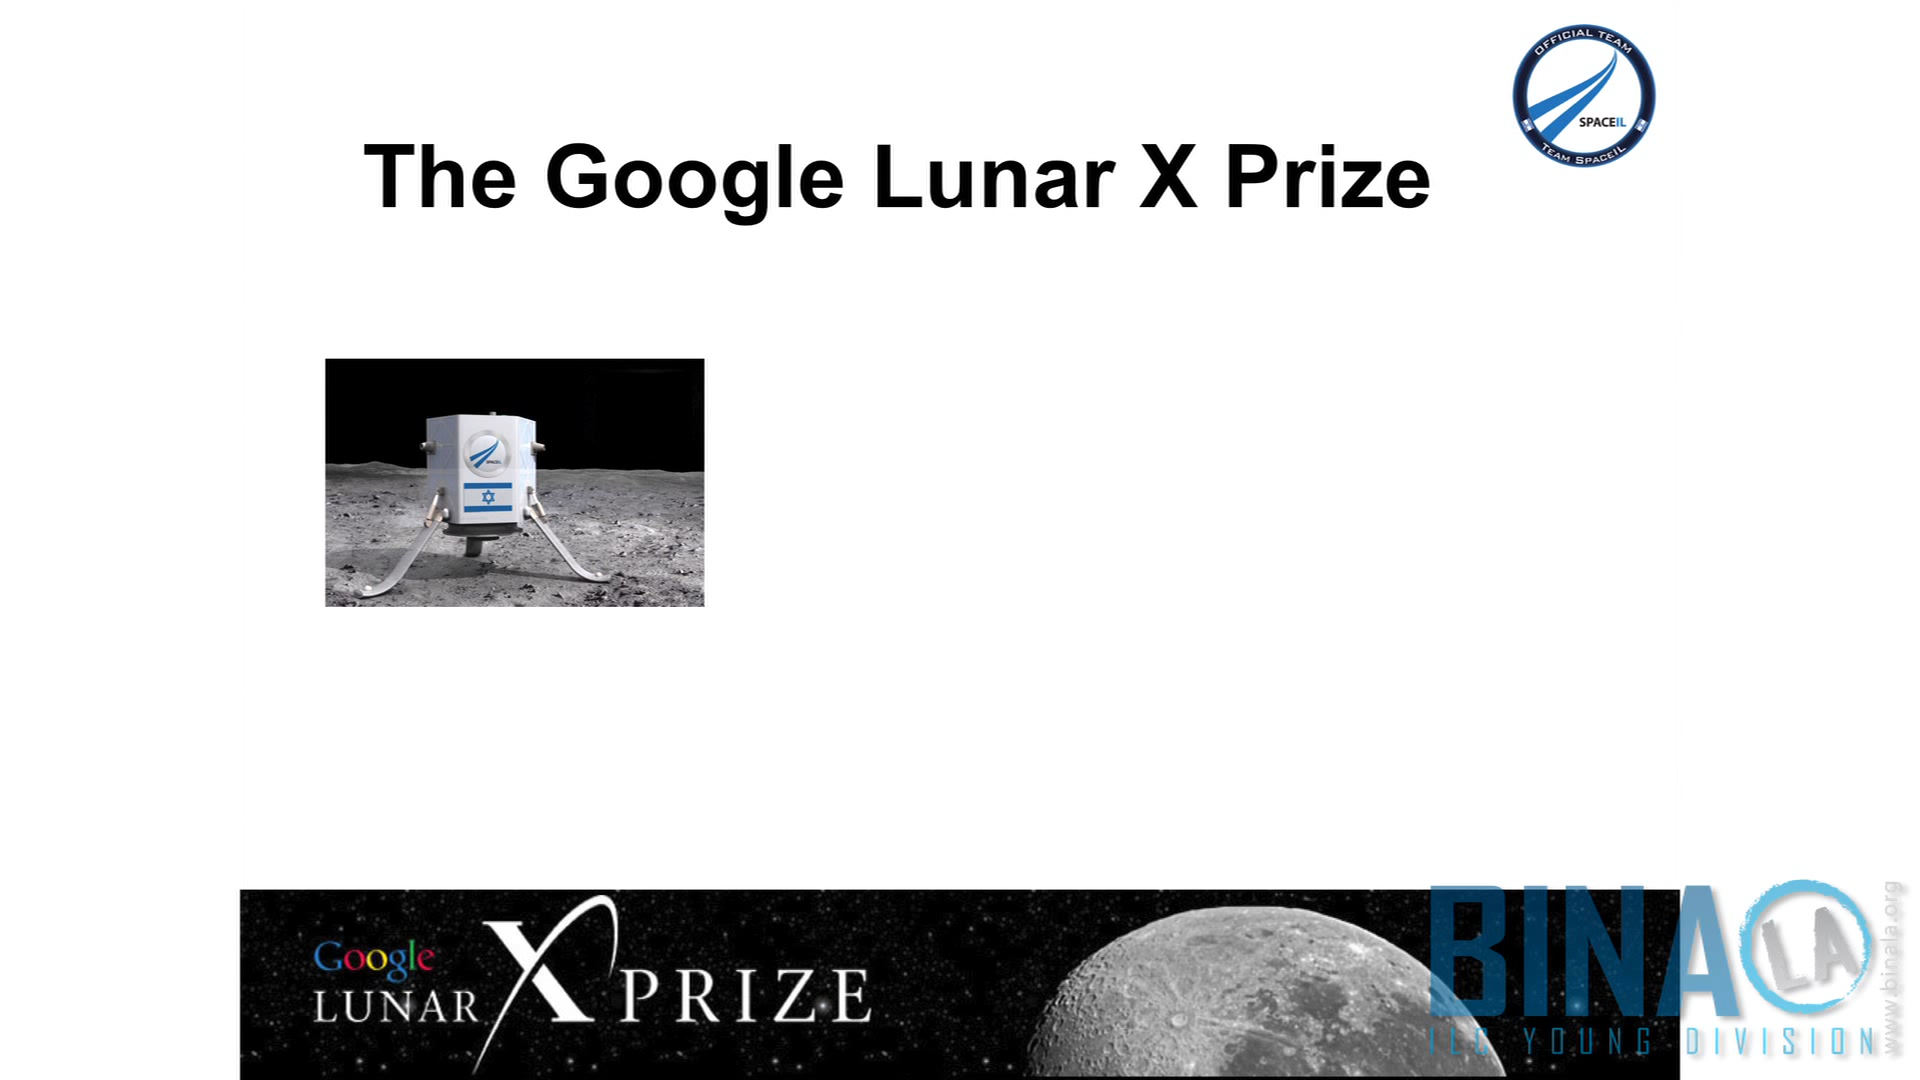 OFFICIAL TEAM
SPACEIL
TEAM SPACEIL
The Google Lunar X Prize
SPACEIL
Google
LUNAR X PRIZE
BINA LA
ILC YOUNG DIVISION
www.binala.org